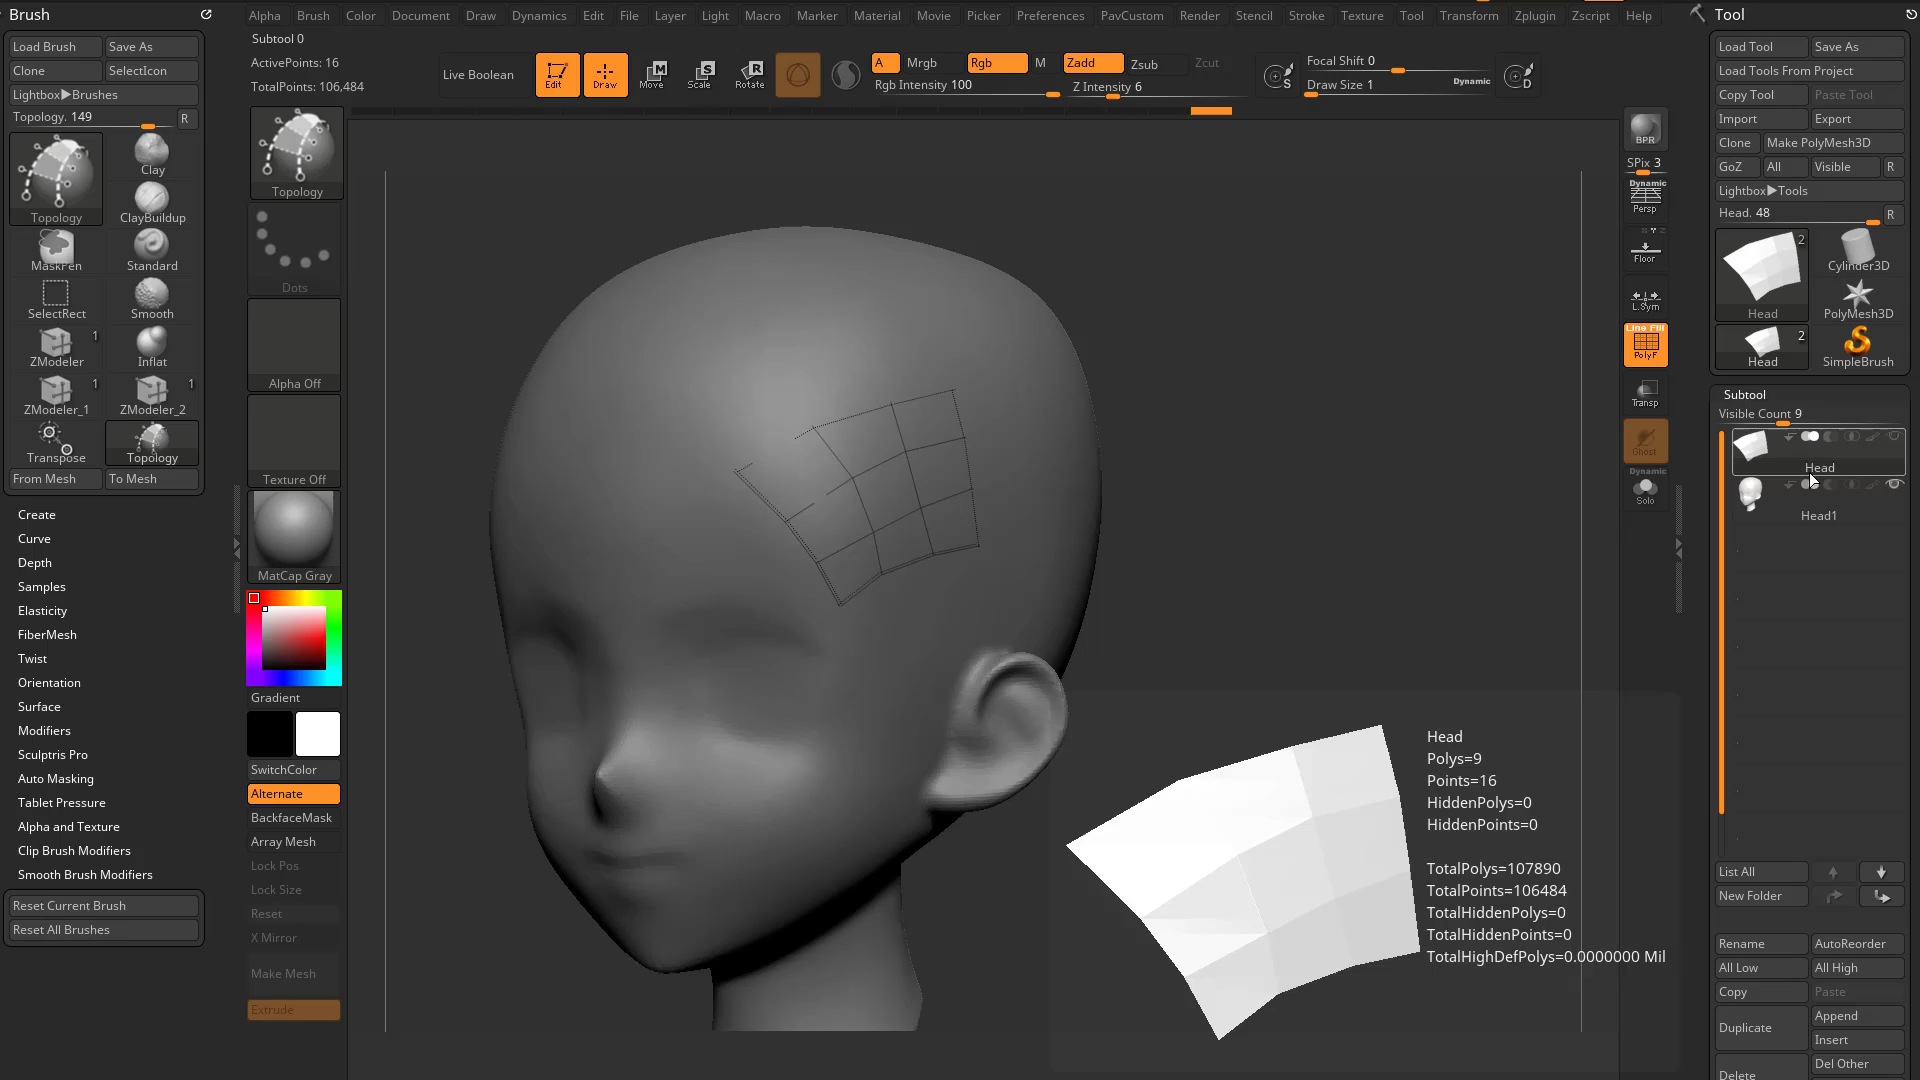 Brush
Alpha Brush Color Document Draw Dynamics Edit File Layer Light Macro Marker Material Movie Picker Preferences PavCustom Render Stencil Stroke Texture Tool Transform Zplugin Zscript Help
Tool
Load Brush Save As
Clone SelectIcon
Lightbox▶Brushes
Topology. 149 R
Topology
Clay
ClayBuildup
MaskPen
Standard
SelectRect
Smooth
ZModeler 1
Inflat
ZModeler_1 1
ZModeler_2 1
Transpose
Topology
From Mesh To Mesh
Create
Curve
Depth
Samples
Elasticity
FiberMesh
Twist
Orientation
Surface
Modifiers
Sculptris Pro
Auto Masking
Tablet Pressure
Alpha and Texture
Clip Brush Modifiers
Smooth Brush Modifiers
Reset Current Brush
Reset All Brushes
Subtool 0
ActivePoints: 16
TotalPoints: 106,484
Live Boolean
Edit
Draw
Move
Scale
Rotate
A Mrgb Rgb M Zadd Zsub Zcut
Rgb Intensity 100
Z Intensity 6
S
Focal Shift 0
Draw Size 1 Dynamic
D
Topology
Dots
Alpha Off
Texture Off
MatCap Gray
Gradient
SwitchColor
Alternate
BackfaceMask
Array Mesh
Lock Pos
Lock Size
Reset
X Mirror
Make Mesh
Extrude
Head
Polys=9
Points=16
HiddenPolys=0
HiddenPoints=0
TotalPolys=107890
TotalPoints=106484
TotalHiddenPolys=0
TotalHiddenPoints=0
TotalHighDefPolys=0.0000000 Mil
BPR
SPix 3
Dynamic
Persp
Floor
L.Sym
Line Fill
PolyF
Transp
Ghost
Dynamic
Solo
Load Tool Save As
Load Tools From Project
Copy Tool Paste Tool
Import Export
Clone Make PolyMesh3D
GoZ All Visible R
Lightbox▶Tools
Head. 48 R
2
Head
Cylinder3D
PolyMesh3D
2
Head
SimpleBrush
Subtool
Visible Count 9
Head
Head1
List All
New Folder
Rename AutoReorder
All Low All High
Copy Paste
Duplicate Append
Insert
Delete Del Other